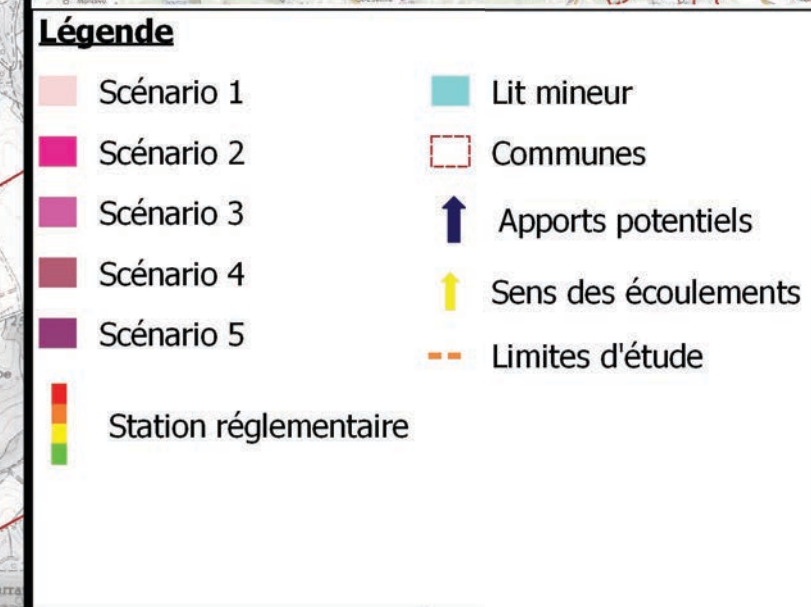 Légende
Scénario 1
Scénario 2
Scénario 3
Scénario 4
Scénario 5
Station réglementaire
Lit mineur
Communes
Apports potentiels
Sens des écoulements
Limites d'étude